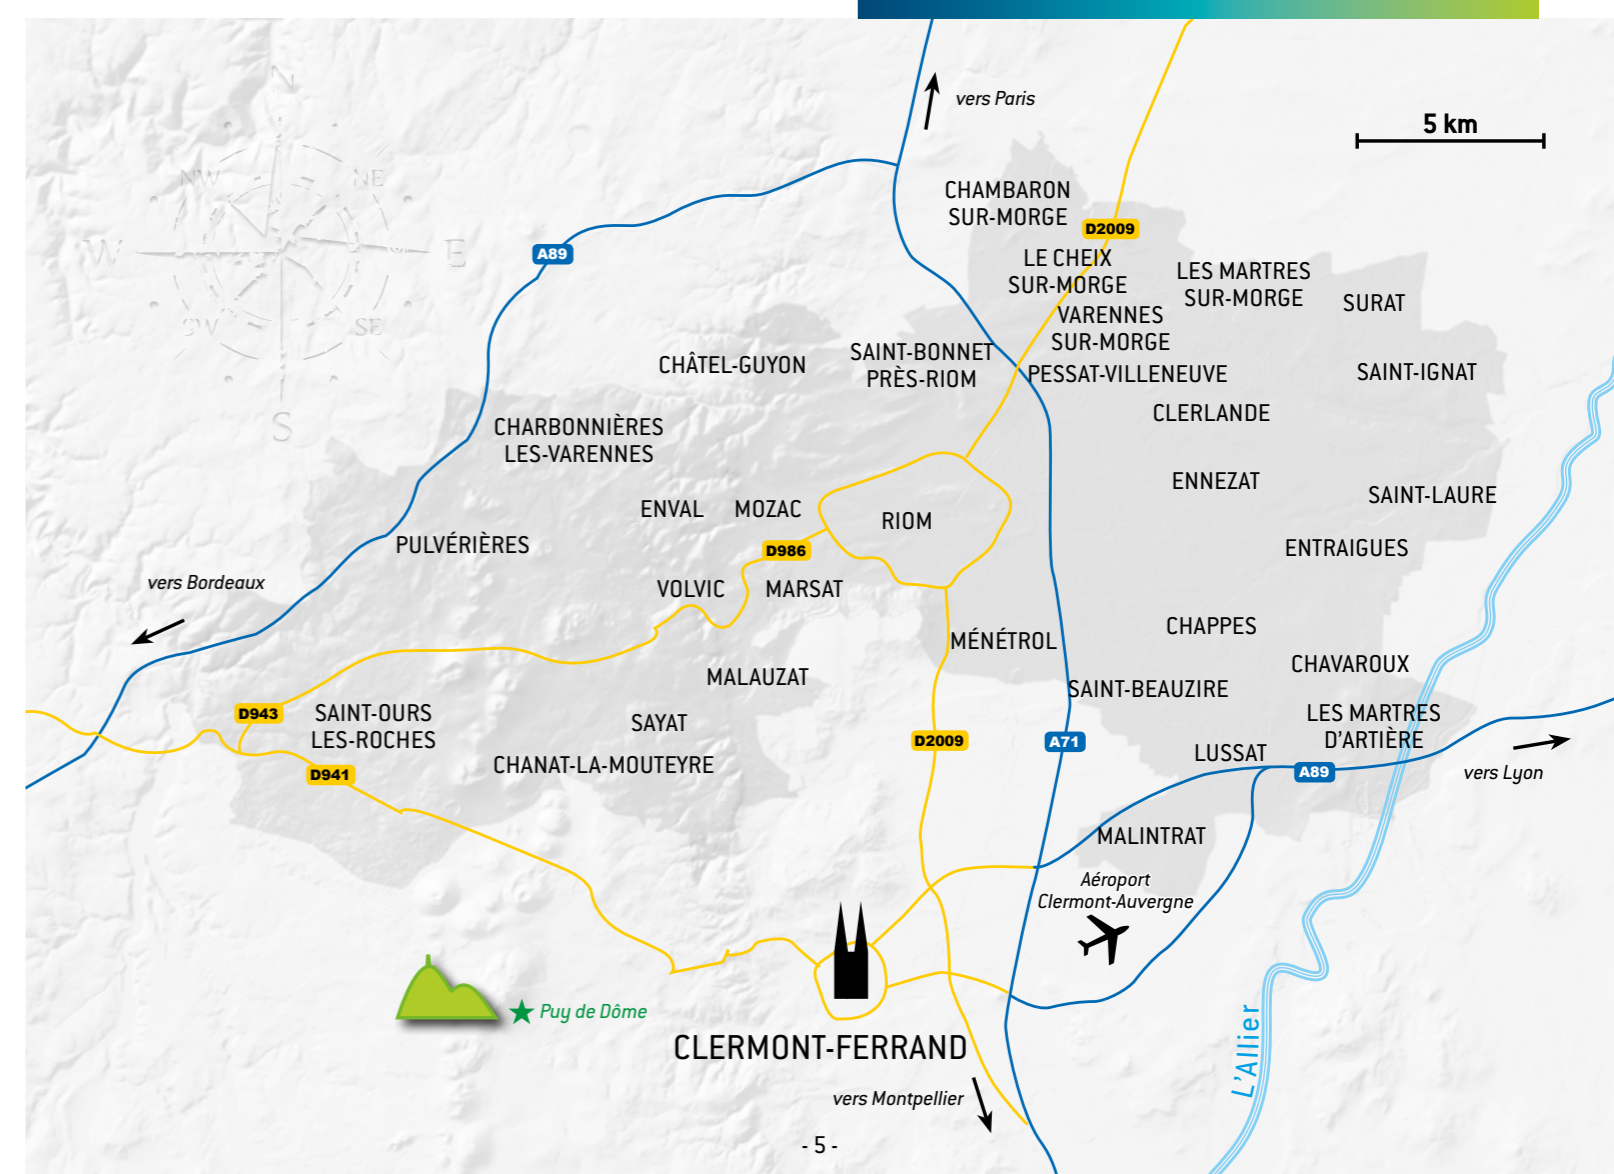 N
NW
NE
W
E
SW
SE
S
vers Paris
5 km
CHAMBARON
SUR-MORGE
D2009
A89
LE CHEIX
SUR-MORGE
LES MARTRES
SUR-MORGE
SURAT
VARENNES
SUR-MORGE
CHÂTEL-GUYON
SAINT-BONNET
PRÈS-RIOM
PESSAT-VILLENEUVE
SAINT-IGNAT
CLERLANDE
CHARBONNIÈRES
LES-VARENNES
ENNEZAT
SAINT-LAURE
ENVAL
MOZAC
RIOM
PULVÉRIÈRES
D986
ENTRAIGUES
vers Bordeaux
VOLVIC
MARSAT
CHAPPES
MÉNÉTROL
CHAVAROUX
MALAUZAT
SAINT-BEAUZIRE
D943
SAINT-OURS
LES-ROCHES
SAYAT
LES MARTRES
D'ARTIÈRE
D2009
A71
LUSSAT
CHANAT-LA-MOUTEYRE
D941
A89
vers Lyon
MALINTRAT
Aéroport
Clermont-Auvergne
Puy de Dôme
CLERMONT-FERRAND
L'Allier
vers Montpellier
- 5 -